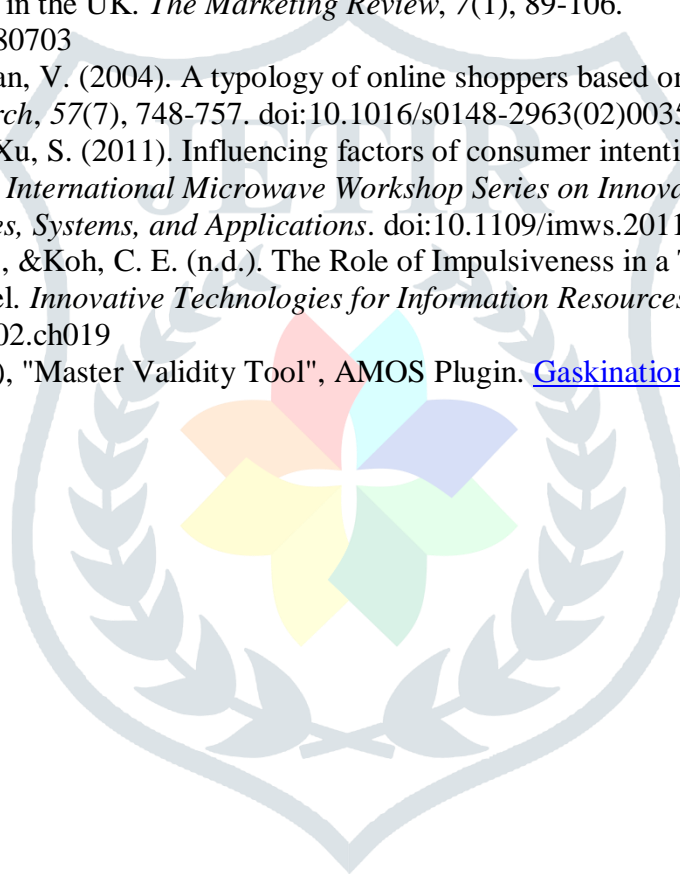 in the UK. The Marketing Review, 7(1), 89-106.
80703
an, V. (2004). A typology of online shoppers based on
rch, 57(7), 748-757. doi:10.1016/s0148-2963(02)0035
Xu, S. (2011). Influencing factors of consumer intenti
International Microwave Workshop Series on Innova
es, Systems, and Applications. doi:10.1109/imws.2011
, &Koh, C. E. (n.d.). The Role of Impulsiveness in a
el. Innovative Technologies for Information Resources
02.ch019
), "Master Validity Tool", AMOS Plugin. Gaskination
JETIR